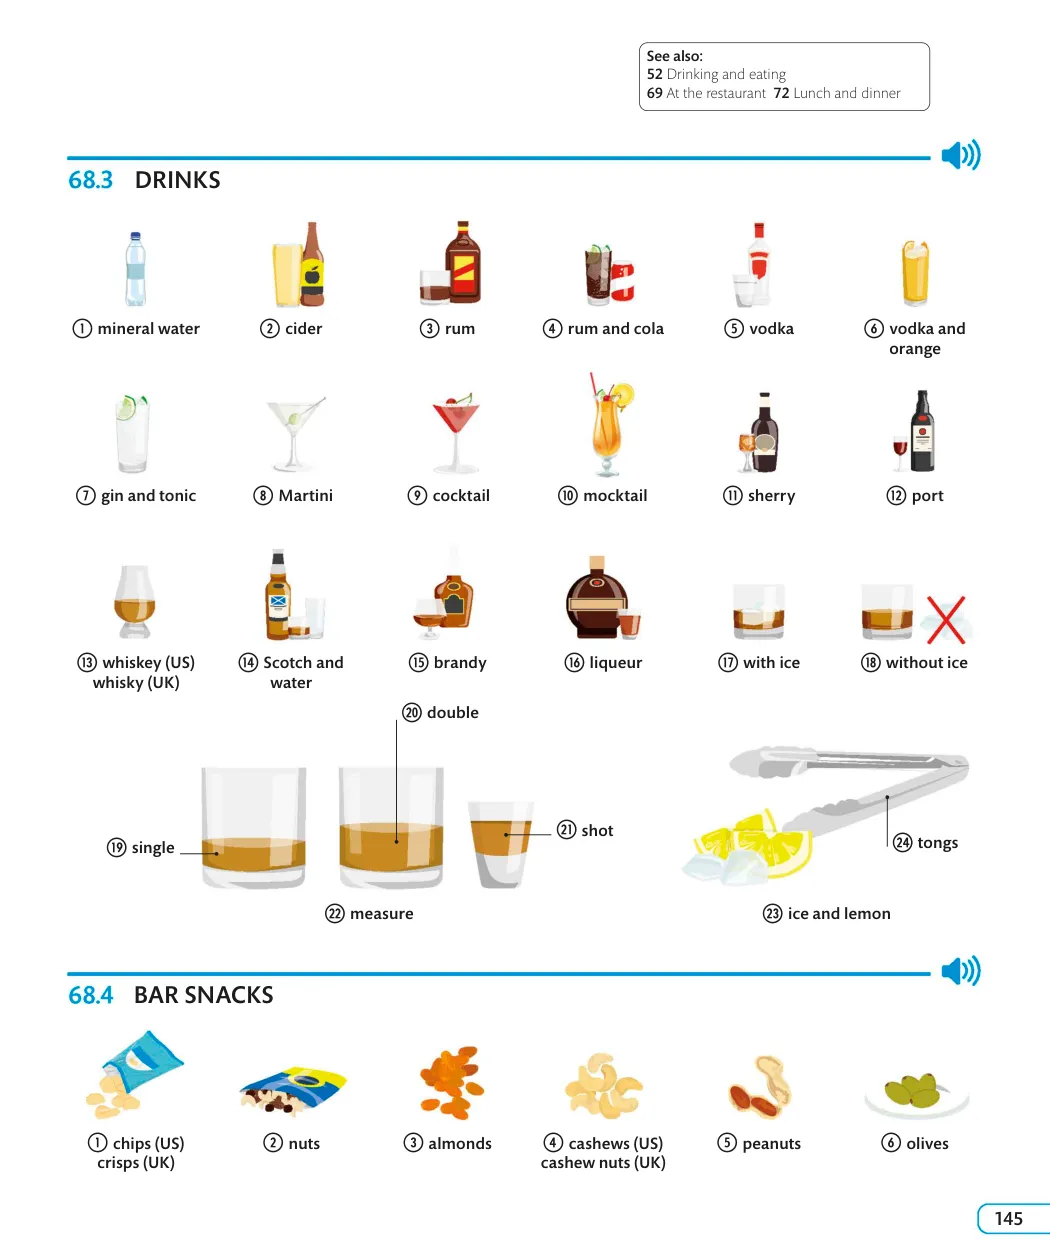 See also:
52 Drinking and eating
69 At the restaurant 72 Lunch and dinner
68.3 DRINKS
1 mineral water
2 cider
3 rum
4 rum and cola
5 vodka
6 vodka and
orange
7 gin and tonic
8 Martini
9 cocktail
10 mocktail
11 sherry
12 port
13 whiskey (US)
whisky (UK)
14 Scotch and
water
15 brandy
16 liqueur
17 with ice
18 without ice
20 double
19 single
21 shot
22 measure
24 tongs
23 ice and lemon
68.4 BAR SNACKS
1 chips (US)
crisps (UK)
2 nuts
3 almonds
4 cashews (US)
cashew nuts (UK)
5 peanuts
6 olives
145